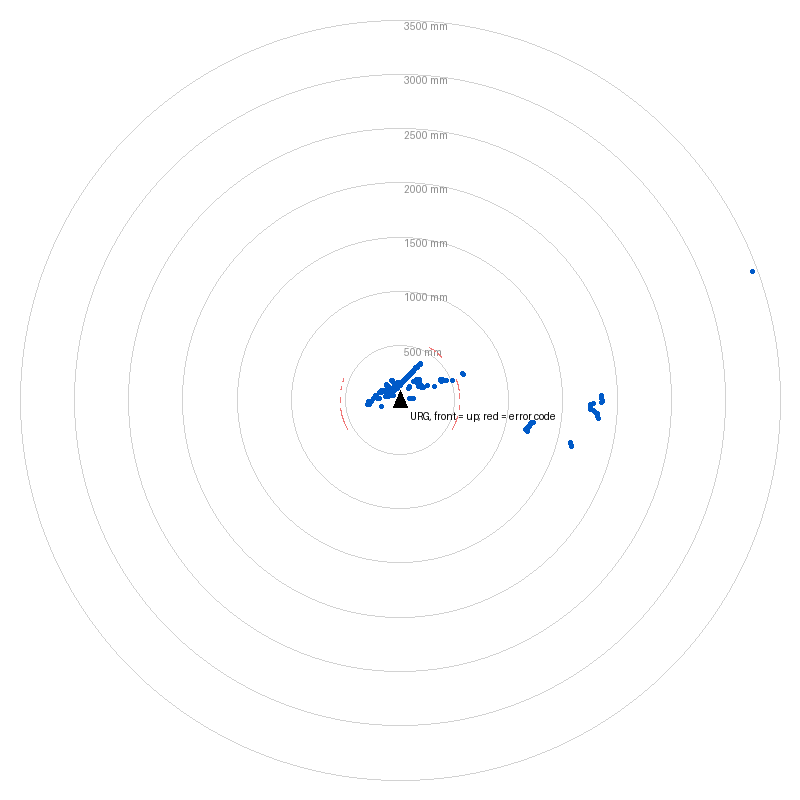 3500 mm
3000 mm
2500 mm
2000 mm
1500 mm
1000 mm
500 mm
URG, front = up; red = error code